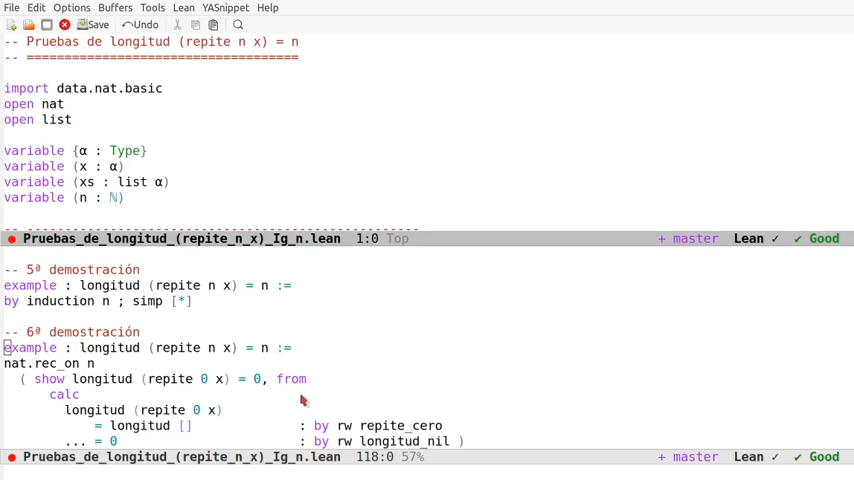 File Edit Options Buffers Tools Lean YASnippet Help
Save Undo
-- Pruebas de longitud (repite n x) = n
-- ====================================
import data.nat.basic
open nat
open list
variable {α : Type}
variable (x : α)
variable (xs : list α)
variable (n : ℕ)
-- ----------------------------------------------------
Pruebas_de_longitud_(repite_n_x)_Ig_n.lean 1:0 Top + master Lean ✓ ✔ Good
-- 5ª demostración
example : longitud (repite n x) = n :=
by induction n ; simp [*]
-- 6ª demostración
example : longitud (repite n x) = n :=
nat.rec_on n
( show longitud (repite 0 x) = 0, from
calc
longitud (repite 0 x)
= longitud [] : by rw repite_cero
... = 0 : by rw longitud_nil )
Pruebas_de_longitud_(repite_n_x)_Ig_n.lean 118:0 57% + master Lean ✓ ✔ Good